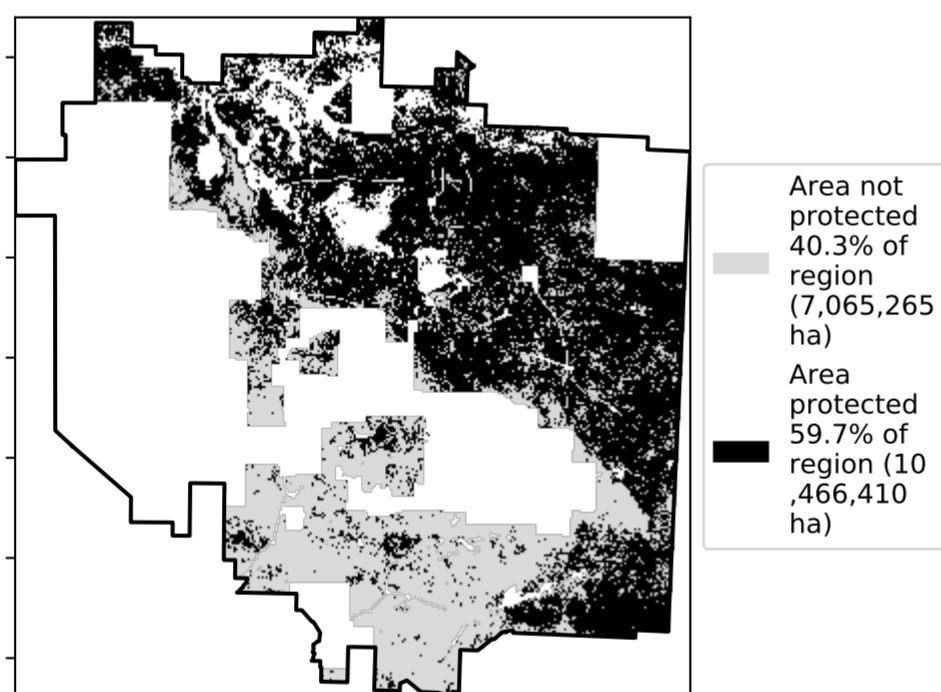 Area not
protected
40.3% of
region
(7,065,265
ha)
Area
protected
59.7% of
region (10
,466,410
ha)